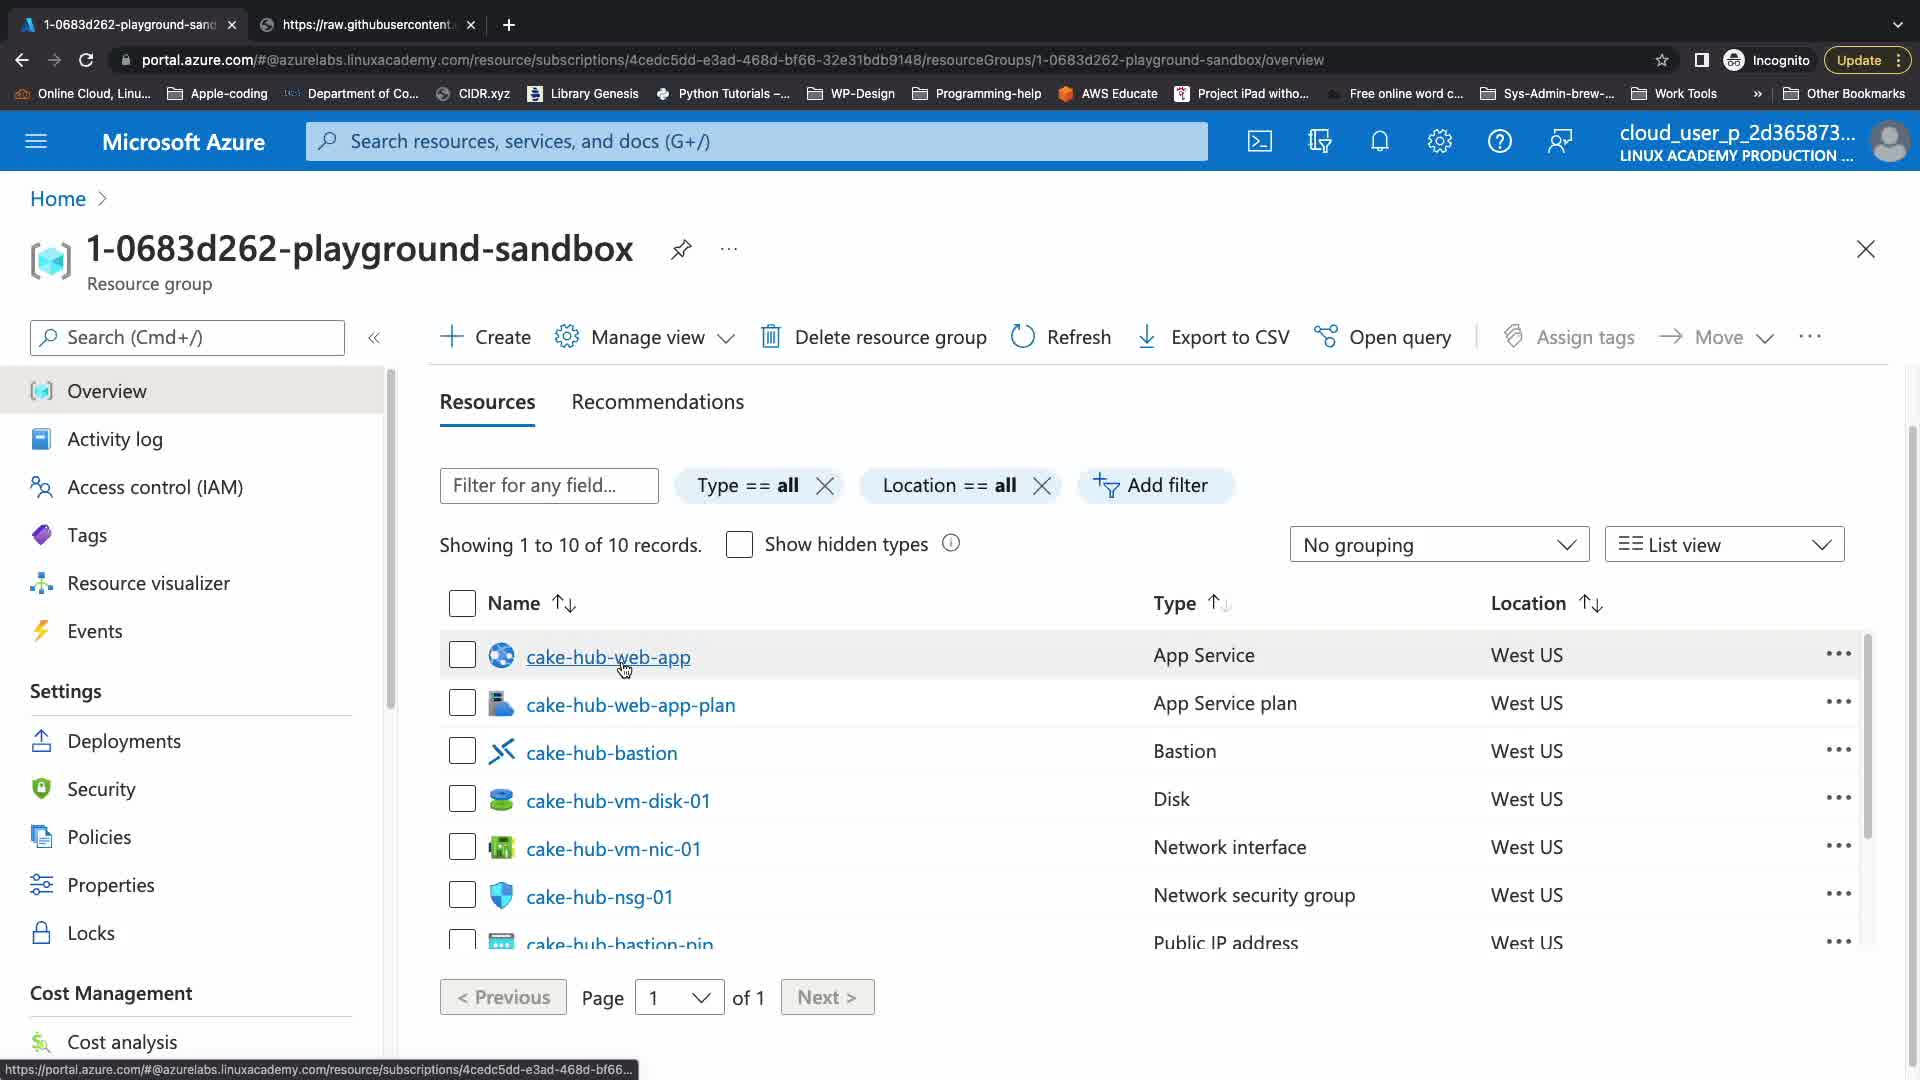 1-0683d262-playground-sand
https://raw.githubusercontent.
portal.azure.com/#@azurelabs.linuxacademy.com/resource/subscriptions/4cedc5dd-e3ad-468d-bf66-32e31bdb9148/resourceGroups/1-0683d262-playground-sandbox/overview
Incognito
Update
Online Cloud, Linu...
Apple-coding
Department of Co...
CIDR.xyz
Library Genesis
Python Tutorials –...
WP-Design
Programming-help
AWS Educate
Project iPad witho...
Free online word c...
Sys-Admin-brew-...
Work Tools
»
Other Bookmarks
Microsoft Azure
Search resources, services, and docs (G+/)
cloud_user_p_2d365873...
LINUX ACADEMY PRODUCTION ...
Home
1-0683d262-playground-sandbox
...
Resource group
Search (Cmd+/)
«
Create
Manage view
Delete resource group
Refresh
Export to CSV
Open query
Assign tags
Move
...
Overview
Activity log
Access control (IAM)
Tags
Resource visualizer
Events
Settings
Deployments
Security
Policies
Properties
Locks
Cost Management
Cost analysis
Resources
Recommendations
Filter for any field...
Type == all
Location == all
Add filter
Showing 1 to 10 of 10 records.
Show hidden types
No grouping
List view
Name
Type
Location
cake-hub-web-app
App Service
West US
cake-hub-web-app-plan
App Service plan
West US
cake-hub-bastion
Bastion
West US
cake-hub-vm-disk-01
Disk
West US
cake-hub-vm-nic-01
Network interface
West US
cake-hub-nsg-01
Network security group
West US
cake-hub-bastion-pip
Public IP address
West US
< Previous
Page
1
of 1
Next >
https://portal.azure.com/#@azurelabs.linuxacademy.com/resource/subscriptions/4cedc5dd-e3ad-468d-bf66...